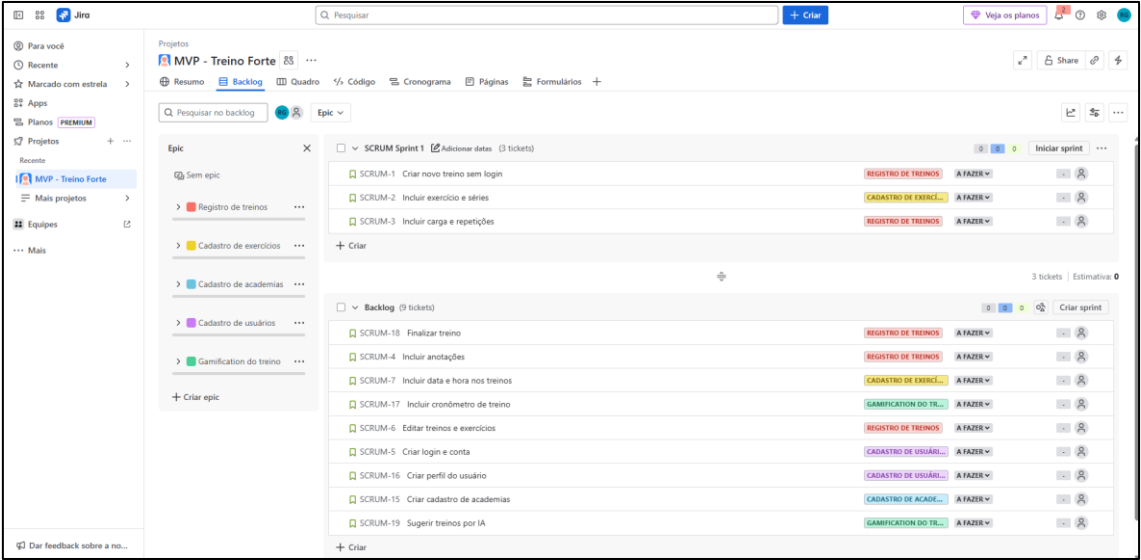 Jira
Pesquisar
+ Criar
Veja os planos
2
RG
Para você
Recente
Marcado com estrela
Apps
Planos PREMIUM
Projetos
Recente
MVP - Treino Forte
Mais projetos
Equipes
Mais
Dar feedback sobre a no...
Projetos
MVP - Treino Forte
Share
Resumo Backlog Quadro Código Cronograma Páginas Formulários
Pesquisar no backlog
RG
Epic
Epic
Sem epic
Registro de treinos
Cadastro de exercícios
Cadastro de academias
Cadastro de usuários
Gamification do treino
+ Criar epic
SCRUM Sprint 1 Adicionar datas (3 tickets) 0 0 0 Iniciar sprint
SCRUM-1 Criar novo treino sem login REGISTRO DE TREINOS A FAZER -
SCRUM-2 Incluir exercício e séries CADASTRO DE EXERCÍ... A FAZER -
SCRUM-3 Incluir carga e repetições REGISTRO DE TREINOS A FAZER -
+ Criar
3 tickets | Estimativa: 0
Backlog (9 tickets) 0 0 0 Criar sprint
SCRUM-18 Finalizar treino REGISTRO DE TREINOS A FAZER -
SCRUM-4 Incluir anotações REGISTRO DE TREINOS A FAZER -
SCRUM-7 Incluir data e hora nos treinos CADASTRO DE EXERCÍ... A FAZER -
SCRUM-17 Incluir cronômetro de treino GAMIFICATION DO TR... A FAZER -
SCRUM-6 Editar treinos e exercícios REGISTRO DE TREINOS A FAZER -
SCRUM-5 Criar login e conta CADASTRO DE USUÁRI... A FAZER -
SCRUM-16 Criar perfil do usuário CADASTRO DE USUÁRI... A FAZER -
SCRUM-15 Criar cadastro de academias CADASTRO DE ACADE... A FAZER -
SCRUM-19 Sugerir treinos por IA GAMIFICATION DO TR... A FAZER -
+ Criar